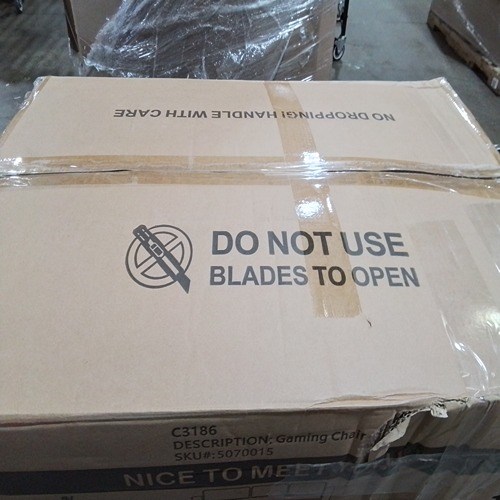 NO DROPPING! HANDLE WITH CARE
DO NOT USE
BLADES TO OPEN
C3186
DESCRIPTION: Gaming Chair
SKU#:5070015
NICE TO MEET